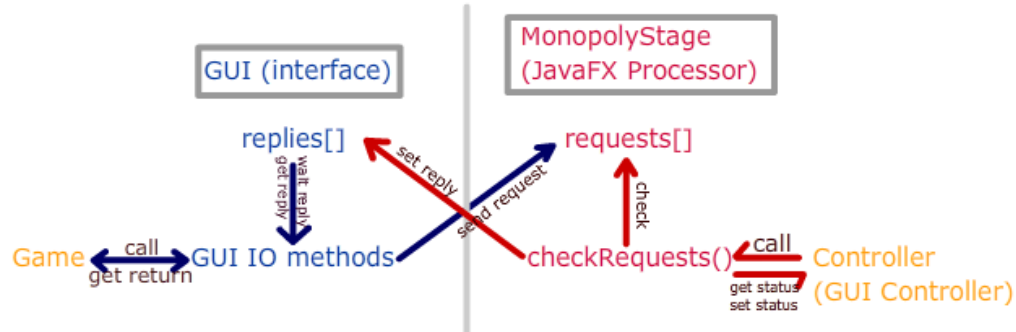 GUI (interface)
MonopolyStage
(JavaFX Processor)
replies[]
requests[]
wait reply
get reply
set reply
send request
check
Game
call
get return
GUI IO methods
checkRequests()
call
get status
set status
Controller
(GUI Controller)